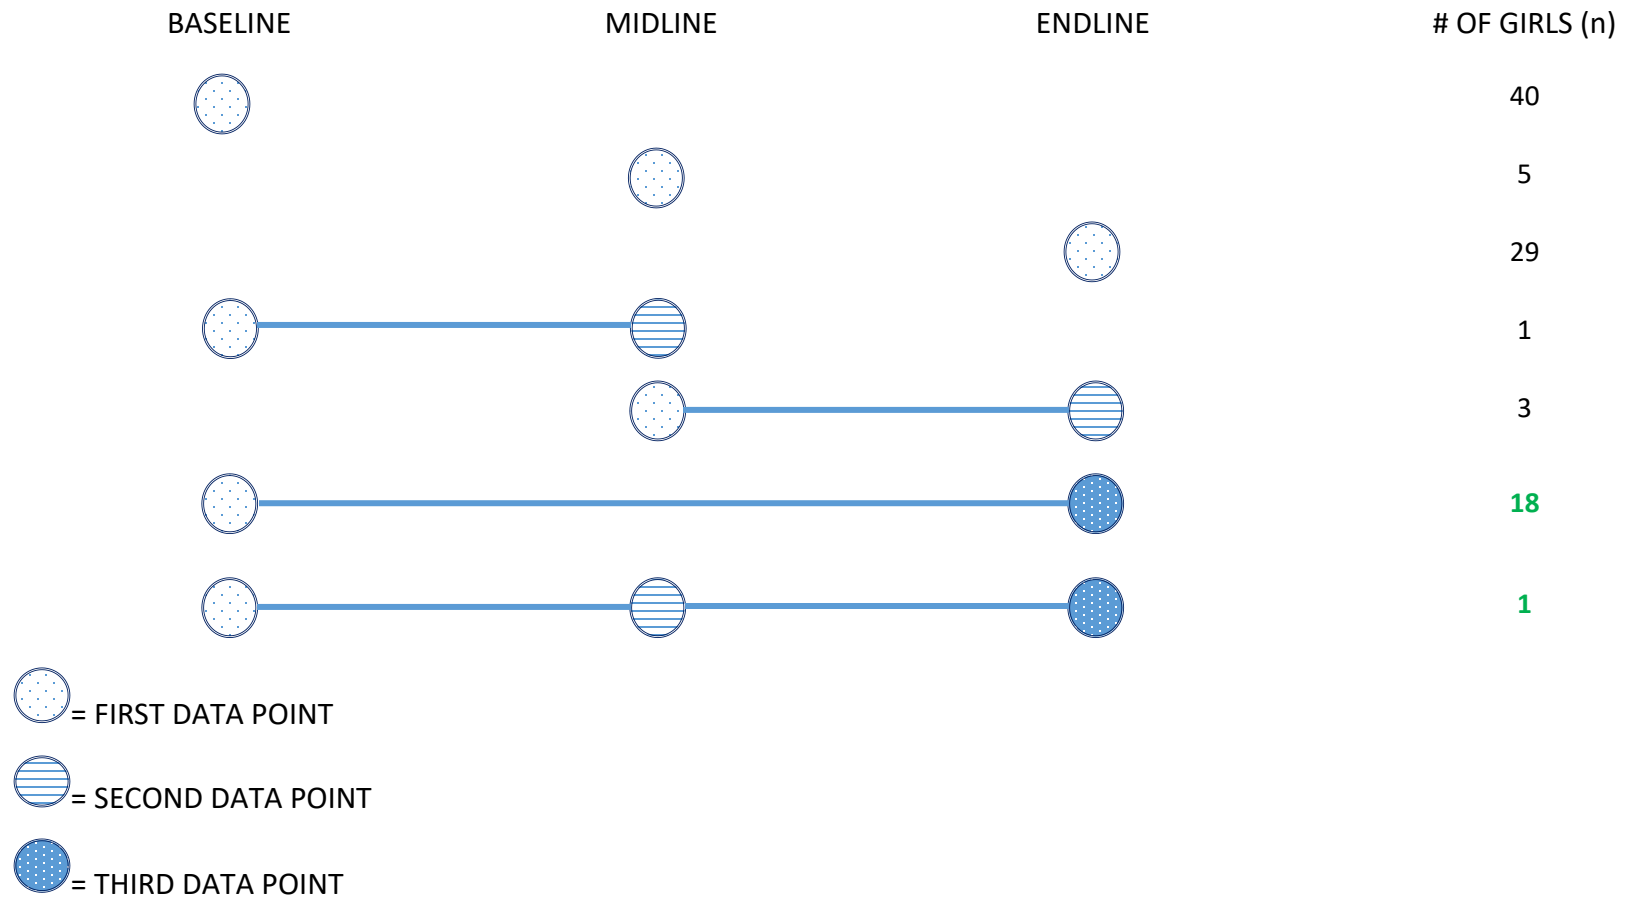 BASELINE MIDLINE ENDLINE # OF GIRLS (n)
40
5
29
1
3
18
1
= FIRST DATA POINT
= SECOND DATA POINT
= THIRD DATA POINT